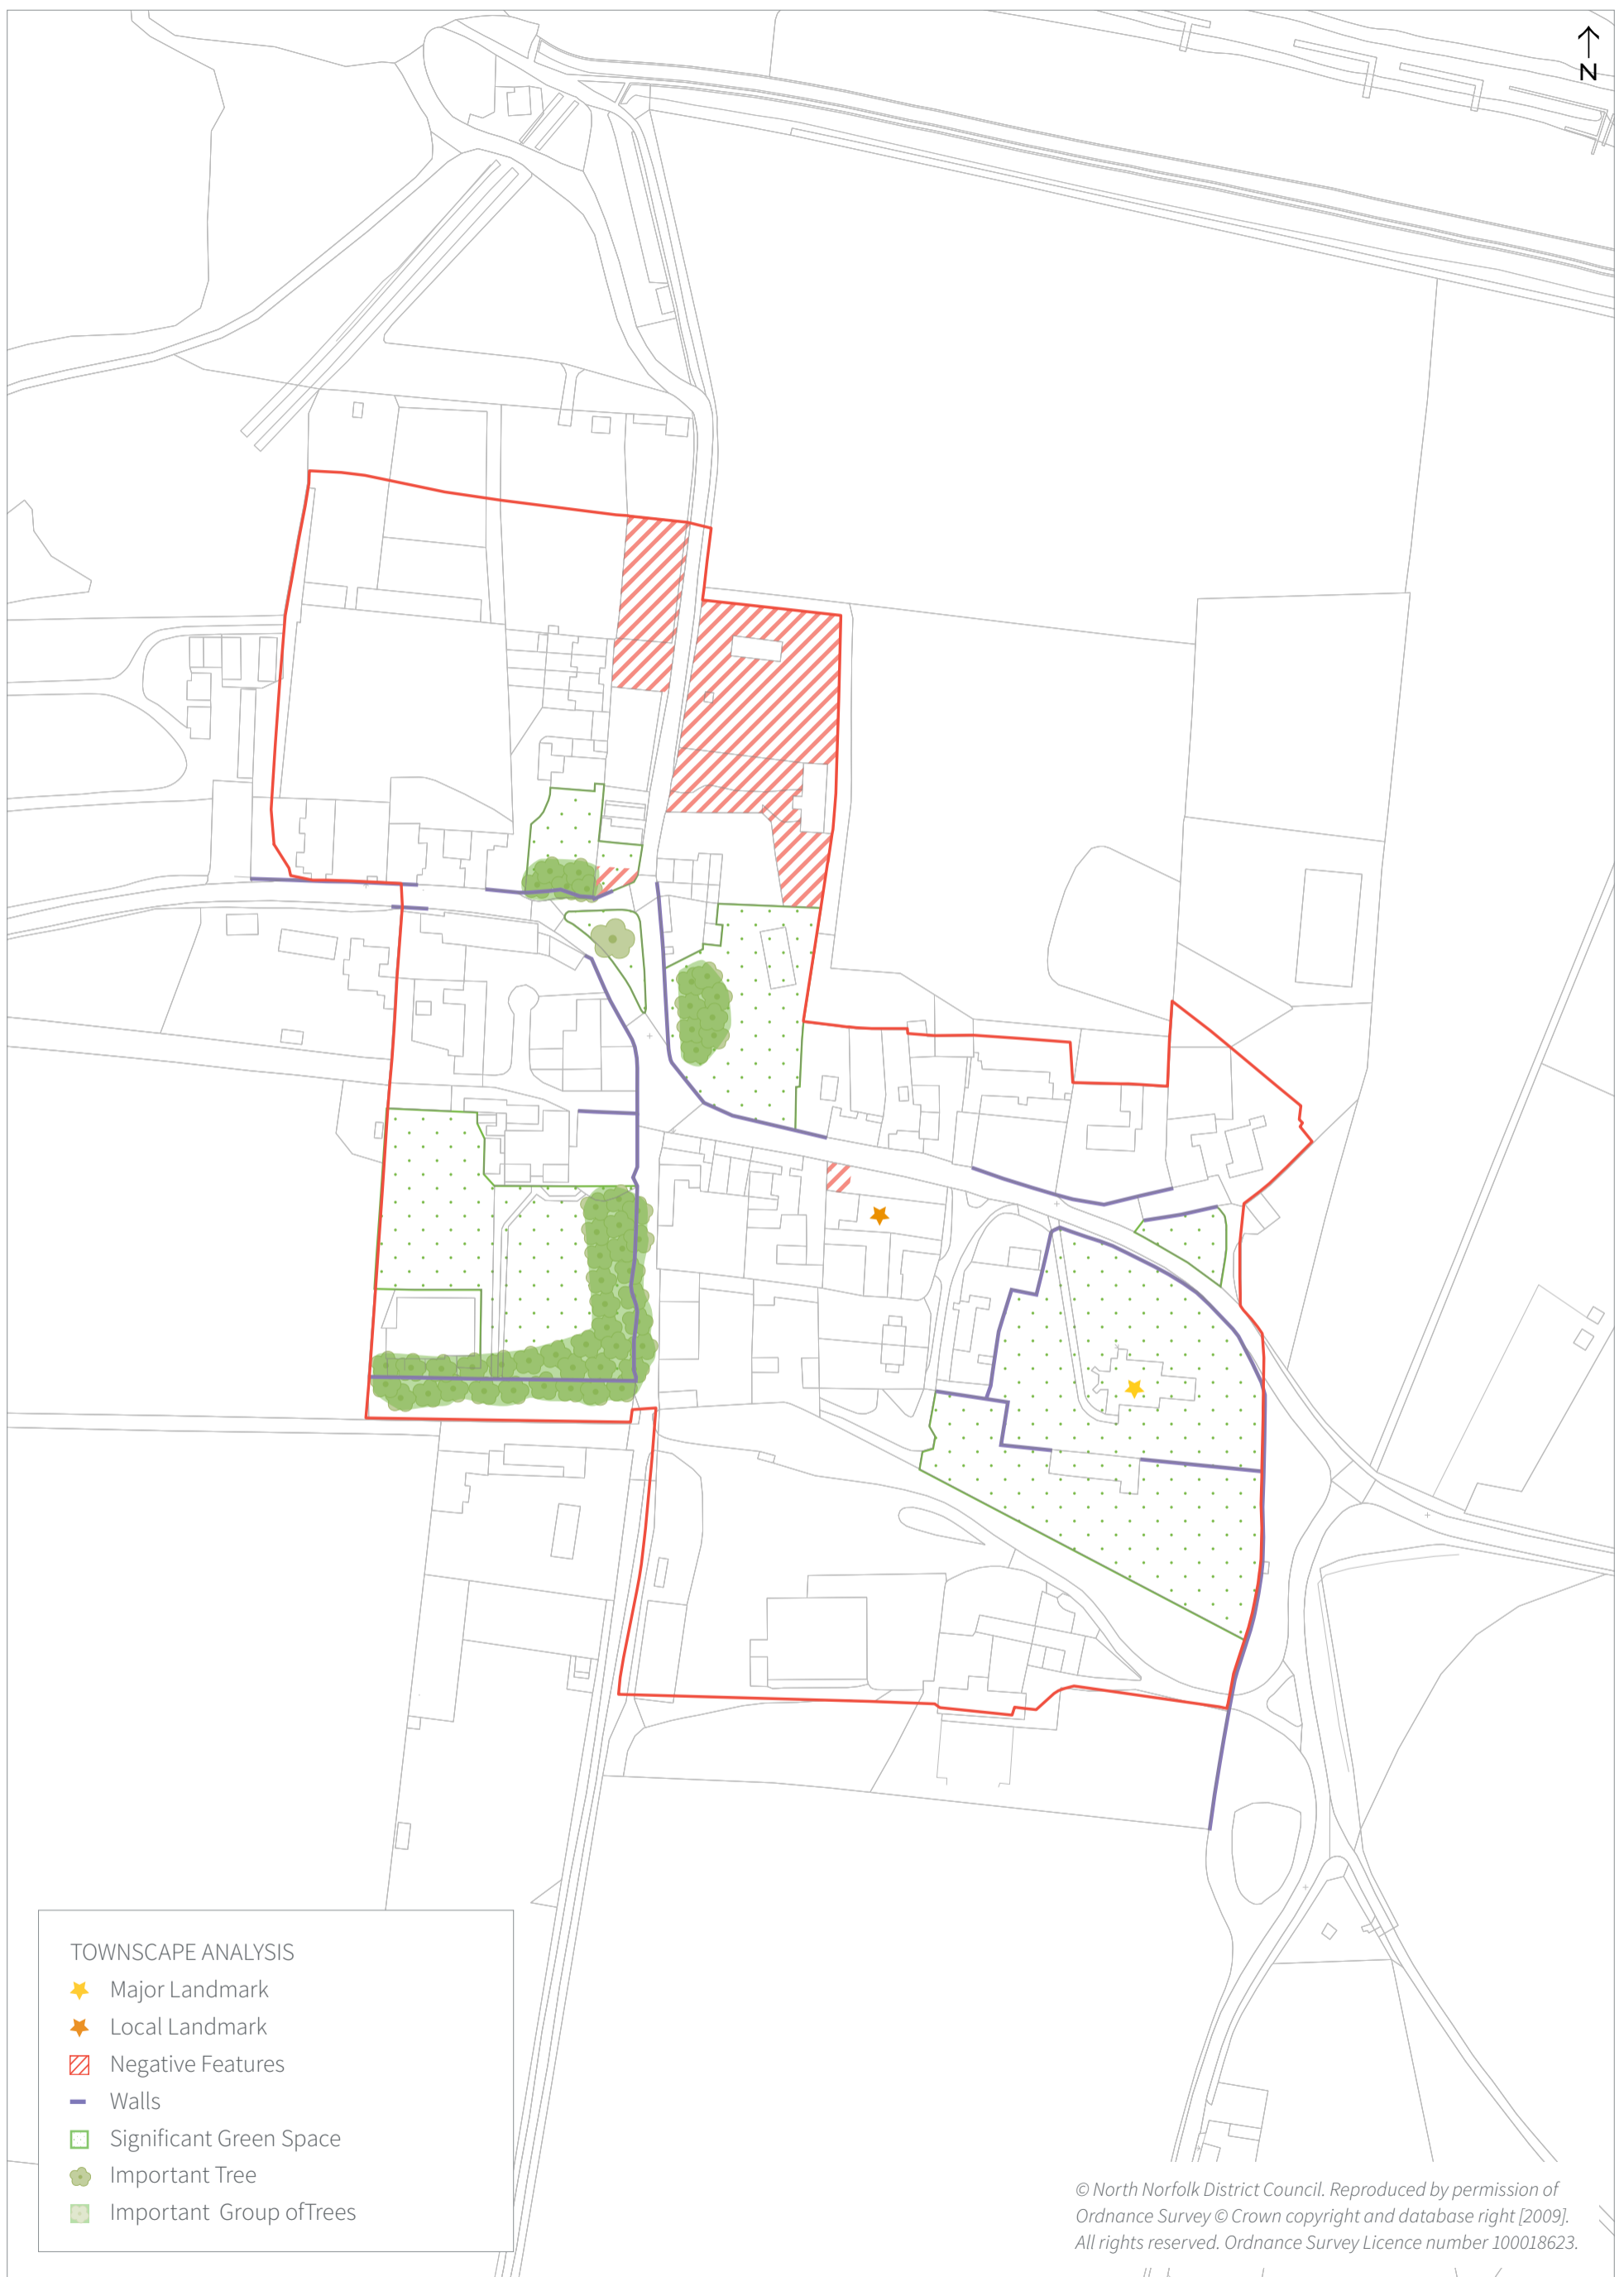 N
TOWNSCAPE ANALYSIS
Major Landmark
Local Landmark
Negative Features
Walls
Significant Green Space
Important Tree
Important Group ofTrees
© North Norfolk District Council. Reproduced by permission of
Ordnance Survey © Crown copyright and database right [2009].
All rights reserved. Ordnance Survey Licence number 100018623.